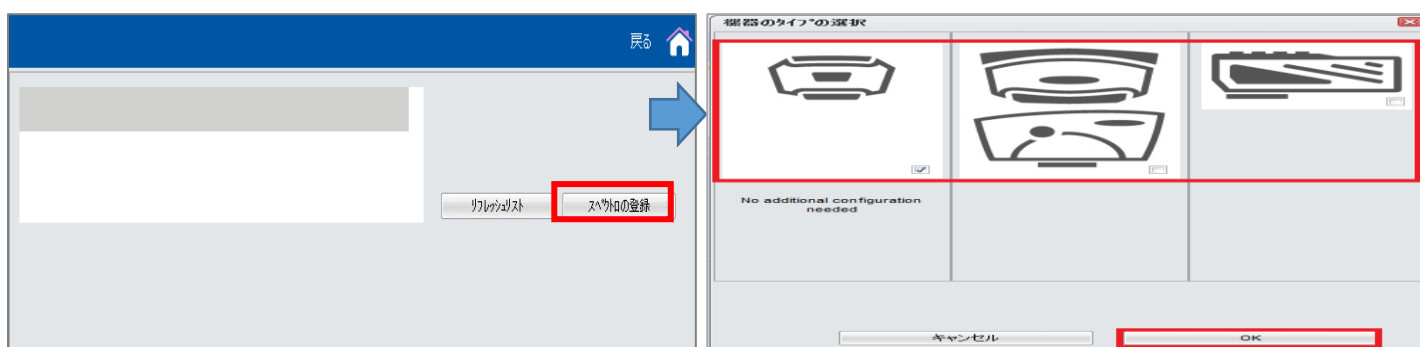 戻る
リフレッシュリスト
スペクトロの登録
機器のタイプの選択
No additional configuration
needed
キャンセル
OK